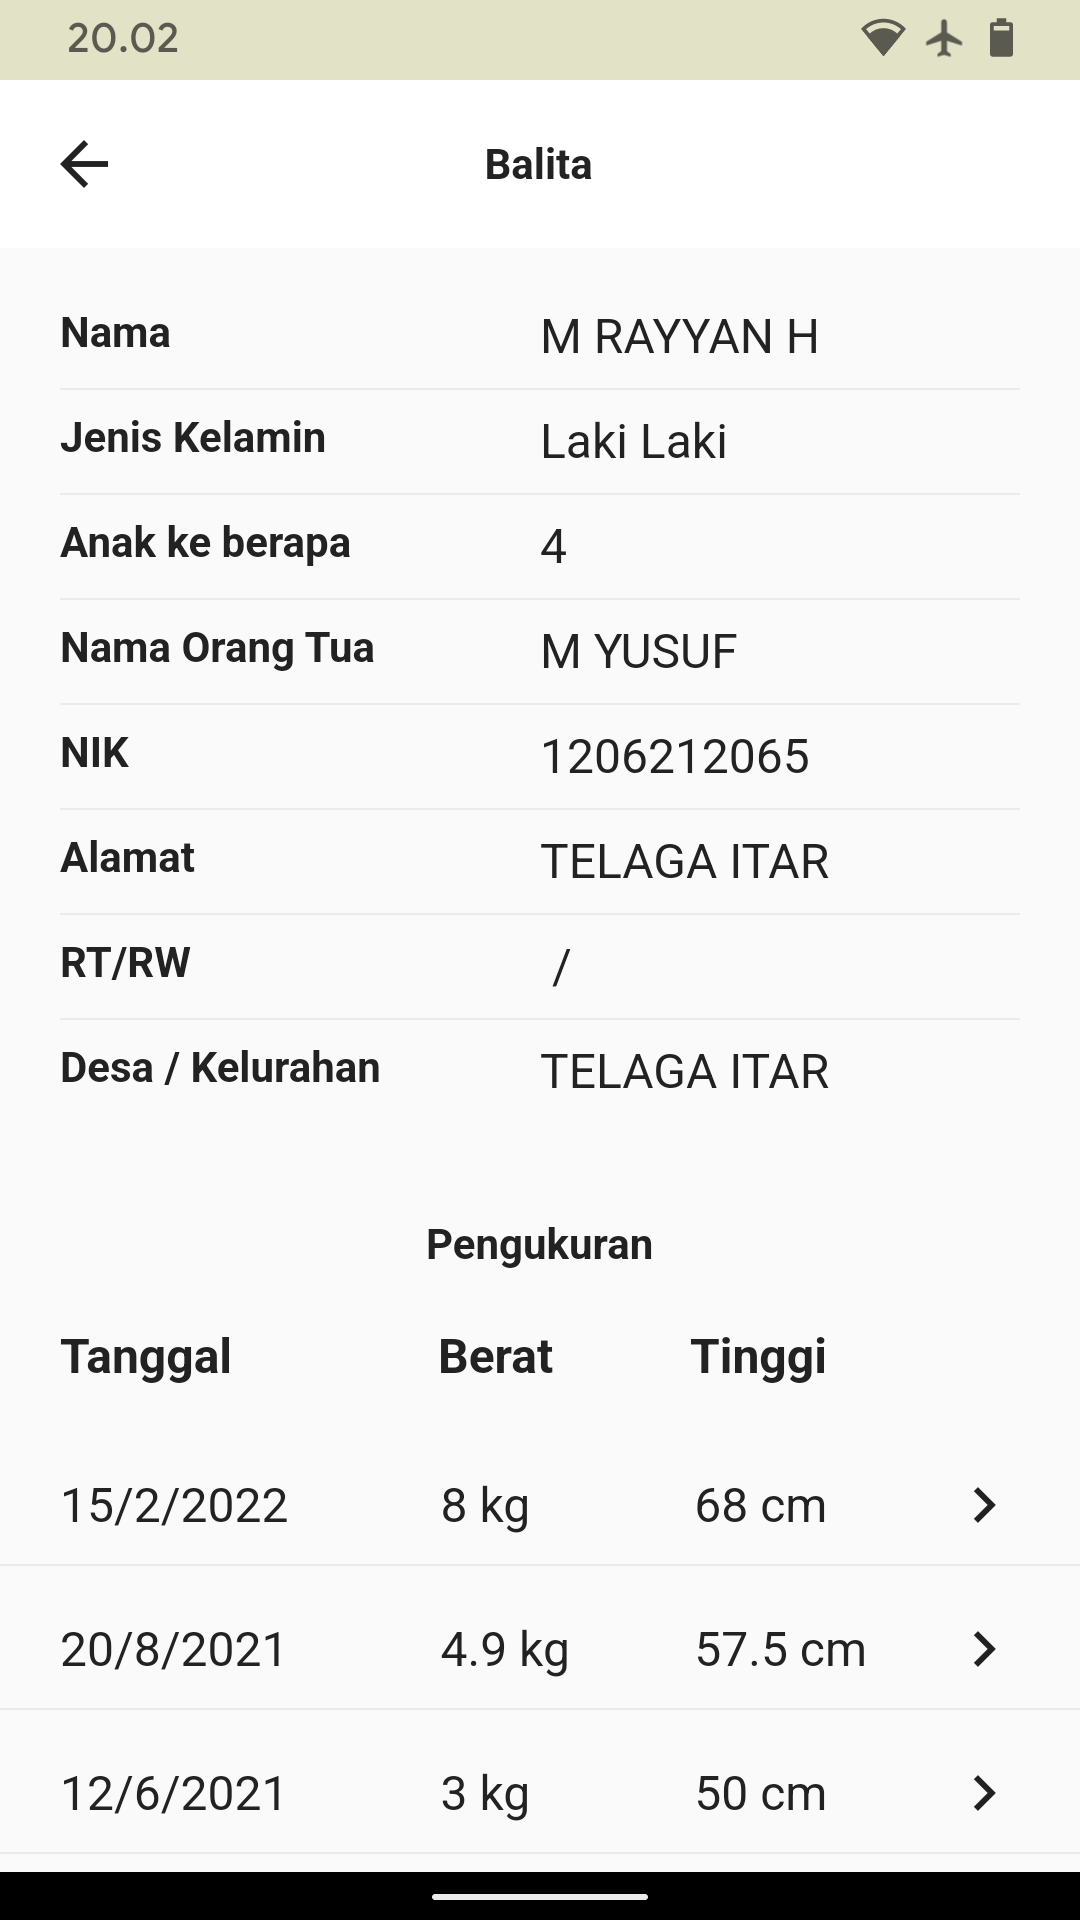 20.02
Balita
Nama M RAYYAN H
Jenis Kelamin Laki Laki
Anak ke berapa 4
Nama Orang Tua M YUSUF
NIK 1206212065
Alamat TELAGA ITAR
RT/RW /
Desa / Kelurahan TELAGA ITAR
Pengukuran
Tanggal Berat Tinggi
15/2/2022 8 kg 68 cm
20/8/2021 4.9 kg 57.5 cm
12/6/2021 3 kg 50 cm